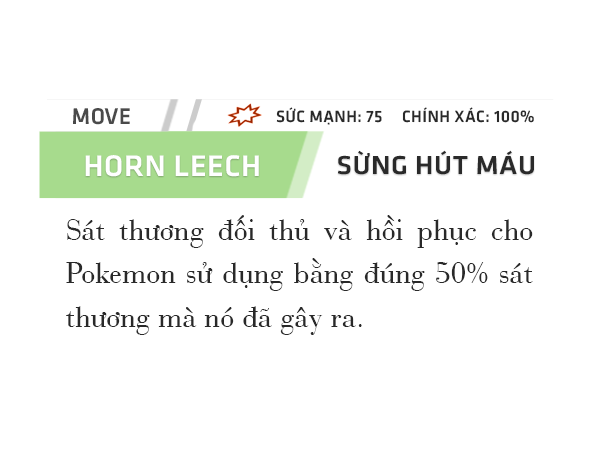 MOVE SỨC MẠNH: 75 CHÍNH XÁC: 100%
HORN LEECH SỪNG HÚT MÁU
Sát thương đối thủ và hồi phục cho
Pokemon sử dụng bằng đúng 50% sát
thương mà nó đã gây ra.